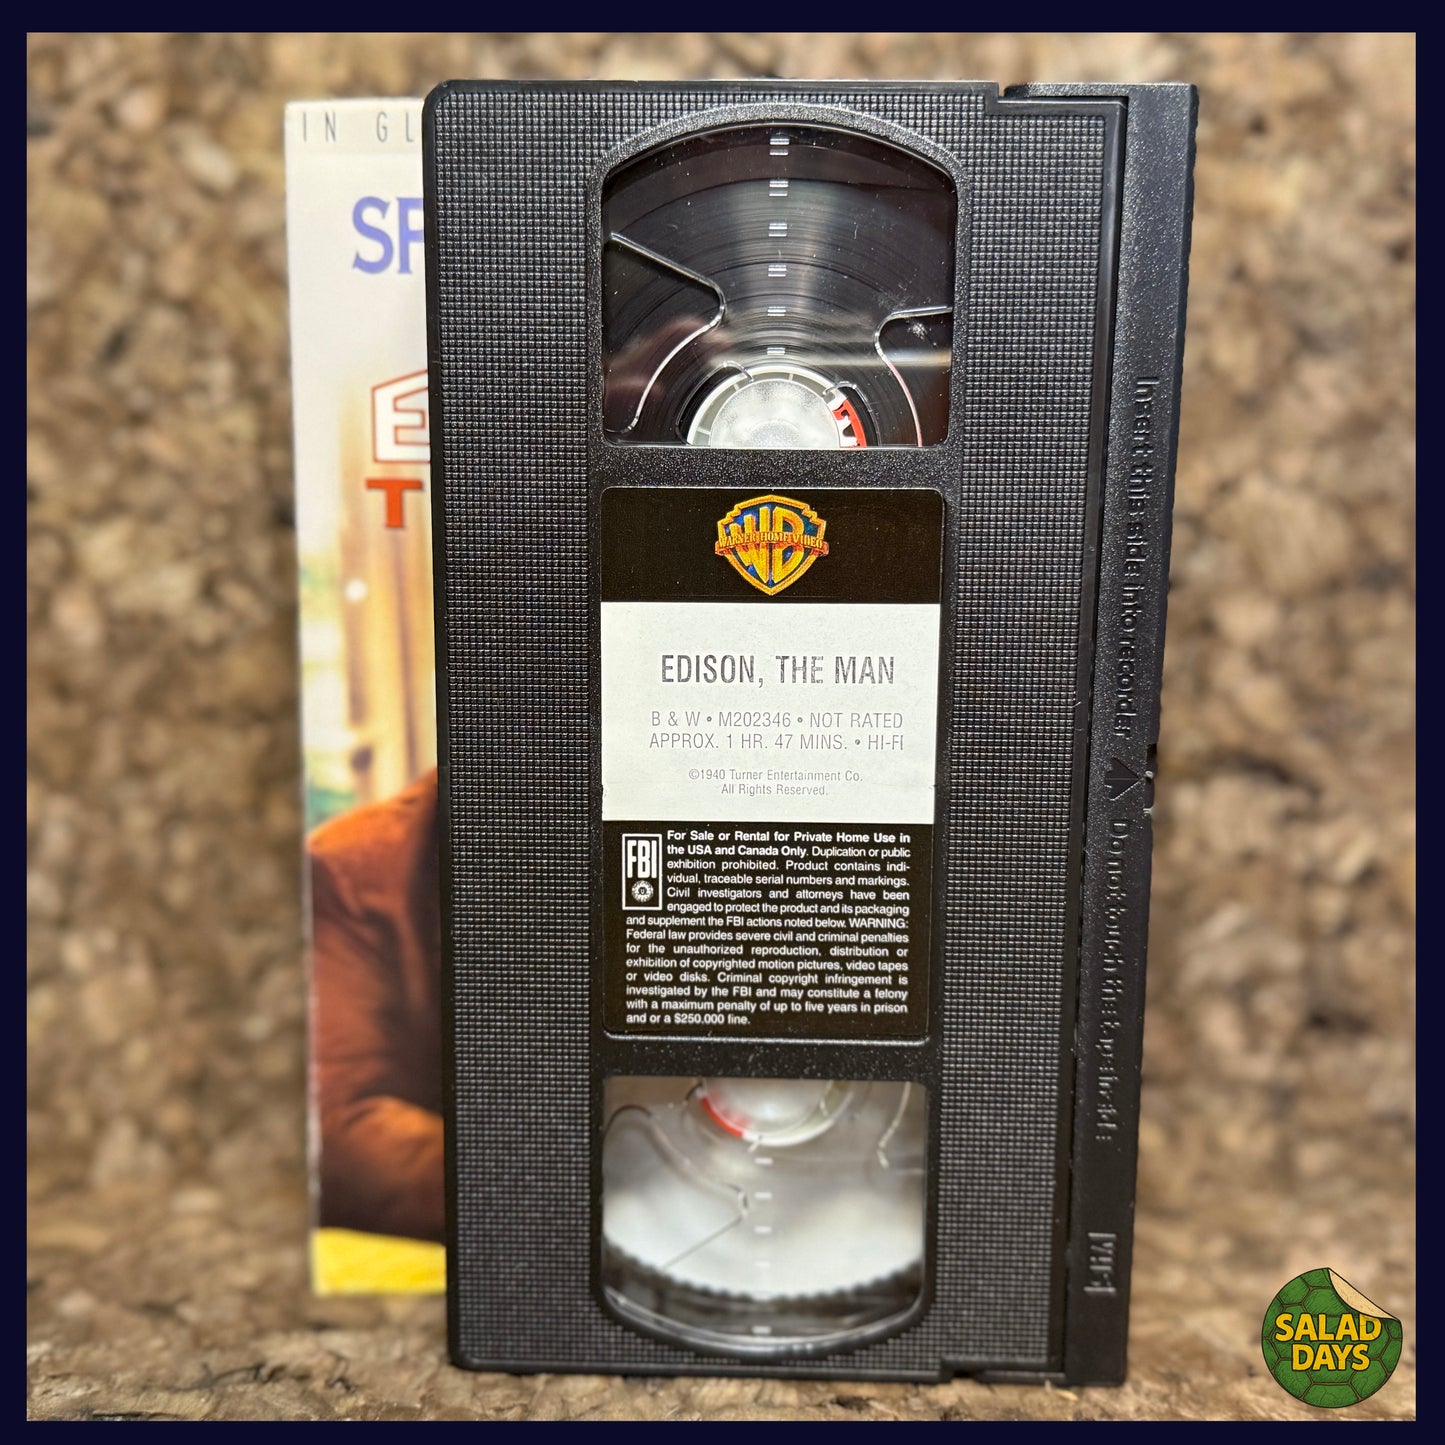 IN GL
SP
E
T
WB
WARNER HOME VIDEO
EDISON, THE MAN
B & W • M202346 • NOT RATED
APPROX. 1 HR. 47 MINS. • HI-FI
©1940 Turner Entertainment Co.
All Rights Reserved.
FBI
For Sale or Rental for Private Home Use in
the USA and Canada Only. Duplication or public
exhibition prohibited. Product contains indi-
vidual, traceable serial numbers and markings.
Civil investigators and attorneys have been
engaged to protect the product and its packaging
and supplement the FBI actions noted below. WARNING:
Federal law provides severe civil and criminal penalties
for the unauthorized reproduction, distribution or
exhibition of copyrighted motion pictures, video tapes
or video disks. Criminal copyright infringement is
investigated by the FBI and may constitute a felony
with a maximum penalty of up to five years in prison
and or a $250.000 fine.
Insert this side into recorder △ Do not touch the tape inside
SALAD
DAYS